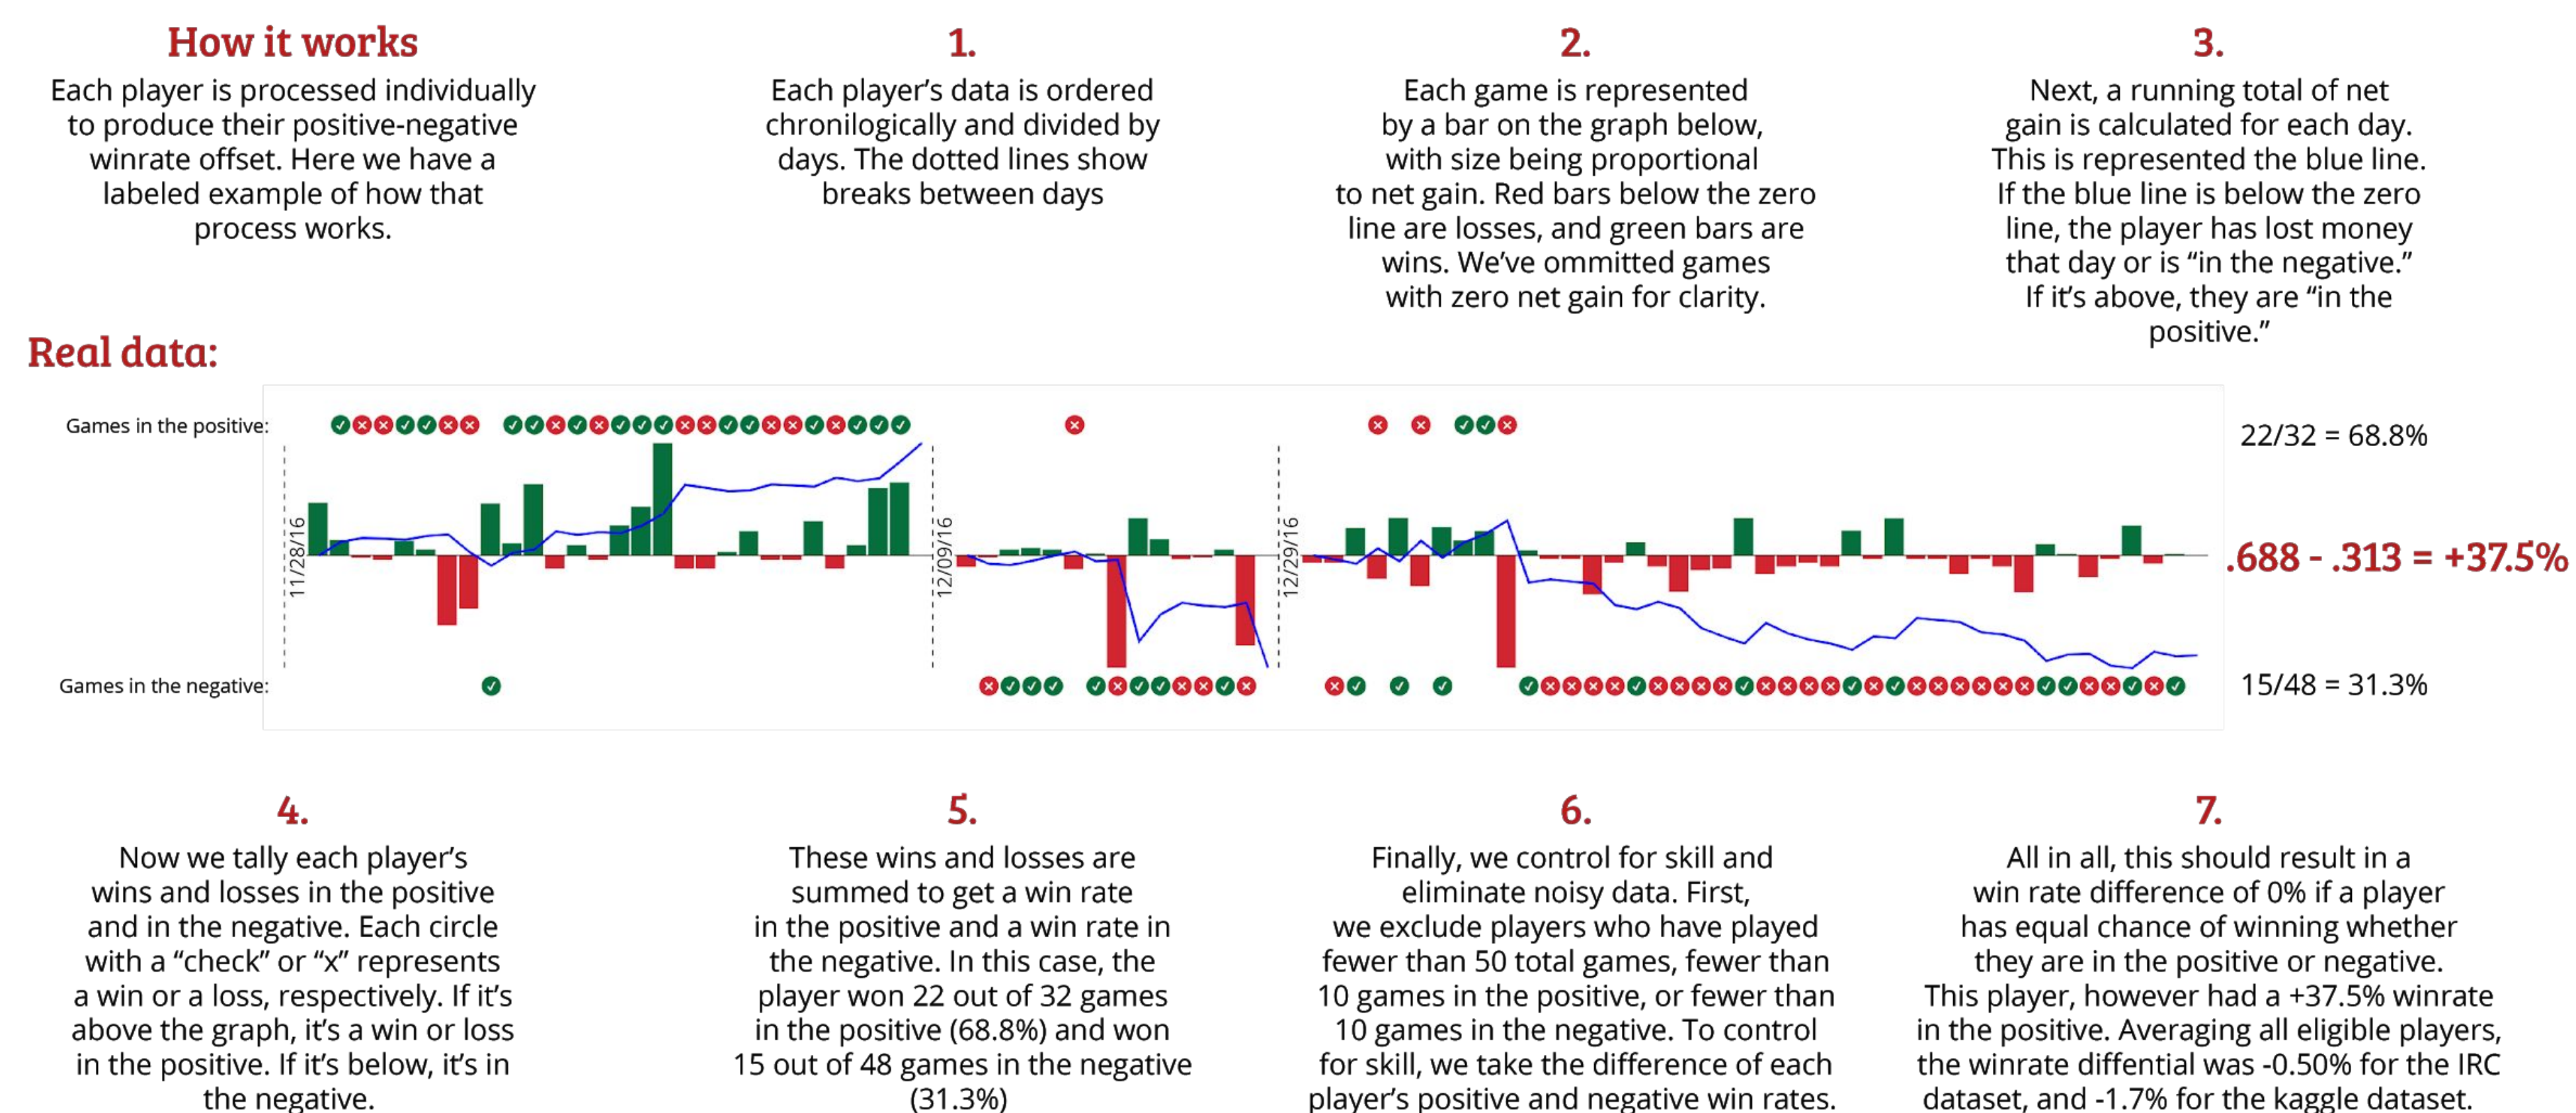 How it works
Each player is processed individually
to produce their positive-negative
winrate offset. Here we have a
labeled example of how that
process works.
1.
Each player’s data is ordered
chronilogically and divided by
days. The dotted lines show
breaks between days
2.
Each game is represented
by a bar on the graph below,
with size being proportional
to net gain. Red bars below the zero
line are losses, and green bars are
wins. We’ve ommitted games
with zero net gain for clarity.
3.
Next, a running total of net
gain is calculated for each day.
This is represented the blue line.
If the blue line is below the zero
line, the player has lost money
that day or is “in the negative.”
If it’s above, they are “in the
positive.”
Real data:
Games in the positive:
22/32 = 68.8%
11/28/16
12/09/16
12/29/16
.688 - .313 = +37.5%
Games in the negative:
15/48 = 31.3%
4.
Now we tally each player’s
wins and losses in the positive
and in the negative. Each circle
with a “check” or “x” represents
a win or a loss, respectively. If it’s
above the graph, it’s a win or loss
in the positive. If it’s below, it’s in
the negative.
5.
These wins and losses are
summed to get a win rate
in the positive and a win rate in
the negative. In this case, the
player won 22 out of 32 games
in the positive (68.8%) and won
15 out of 48 games in the negative
(31.3%)
6.
Finally, we control for skill and
eliminate noisy data. First,
we exclude players who have played
fewer than 50 total games, fewer than
10 games in the positive, or fewer than
10 games in the negative. To control
for skill, we take the difference of each
player’s positive and negative win rates.
7.
All in all, this should result in a
win rate difference of 0% if a player
has equal chance of winning whether
they are in the positive or negative.
This player, however had a +37.5% winrate
in the positive. Averaging all eligible players,
the winrate diffential was -0.50% for the IRC
dataset, and -1.7% for the kaggle dataset.